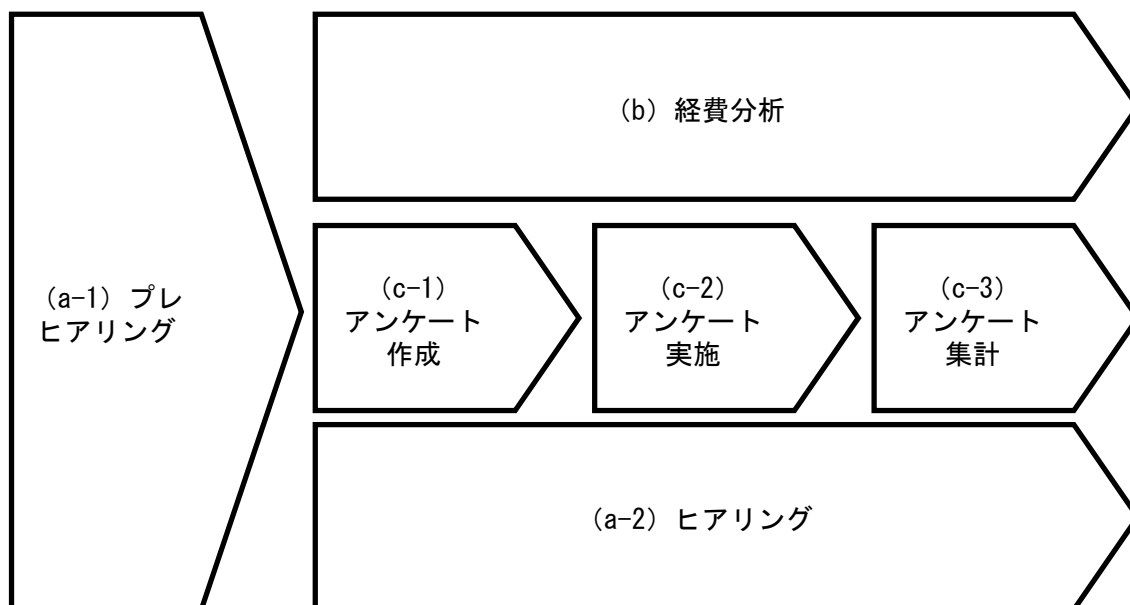 (a-1) プレ
ヒアリング
(b) 経費分析
(c-1)
アンケート
作成
(c-2)
アンケート
実施
(c-3)
アンケート
集計
(a-2) ヒアリング